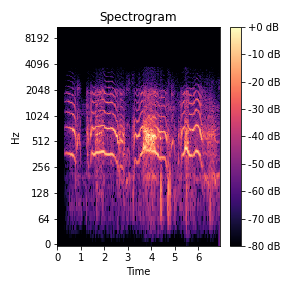 Spectrogram
+0 dB
8192
-10 dB
4096
-20 dB
2048
-30 dB
1024
Hz
512
-40 dB
256
-50 dB
128
-60 dB
64
-70 dB
0
-80 dB
0 1 2 3 4 5 6
Time